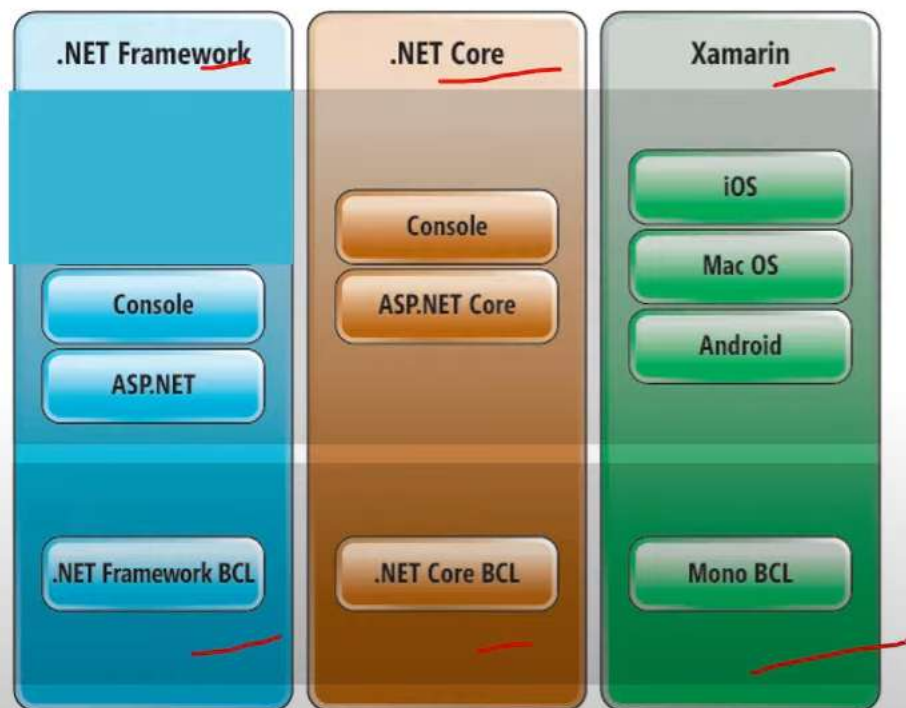 .NET Framework
.NET Core
Xamarin
Console
ASP.NET
Console
ASP.NET Core
iOS
Mac OS
Android
.NET Framework BCL
.NET Core BCL
Mono BCL